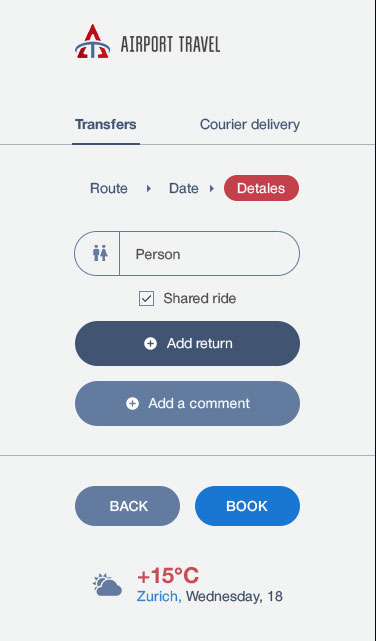 AIRPORT TRAVEL
Transfers Courier delivery
Route Date Detales
Person
Shared ride
Add return
Add a comment
BACK BOOK
+15°C
Zurich, Wednesday, 18